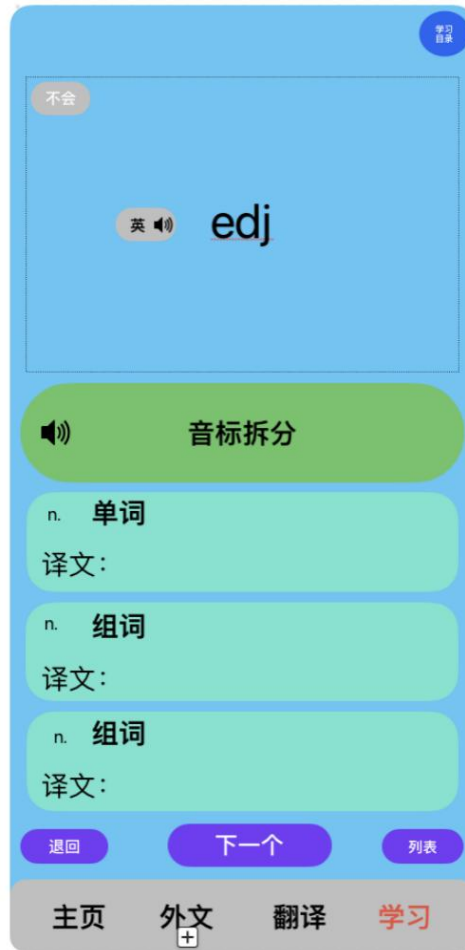 学习
目录
不会
英 edj
音标拆分
n. 单词
译文：
n. 组词
译文：
n. 组词
译文：
退回 下一个 列表
主页 外文 翻译 学习